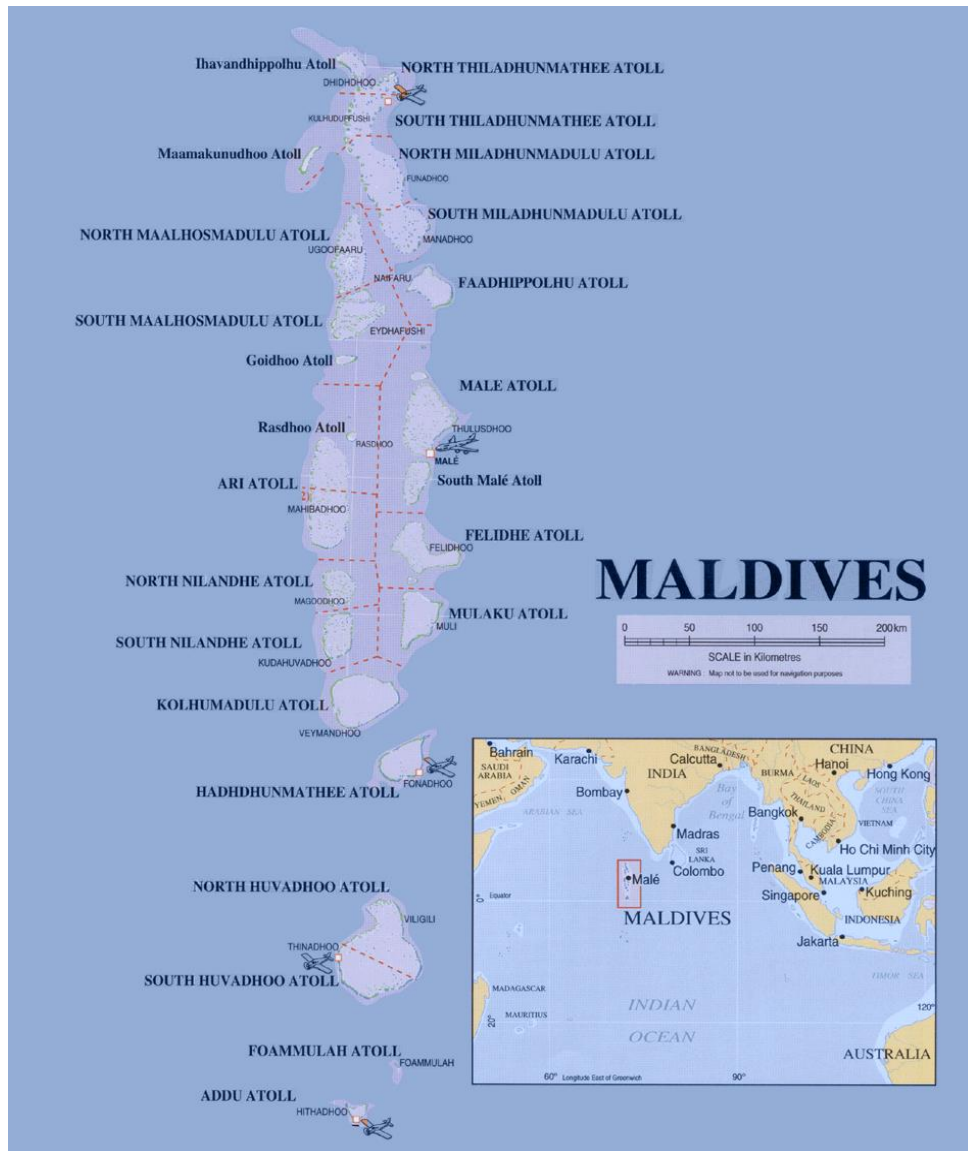 Ihavandhippolhu Atoll
NORTH THILADHUNMATHEE ATOLL
DHIDHDHOO
KULHUDUFFUSHI
SOUTH THILADHUNMATHEE ATOLL
Maamakunudhoo Atoll
NORTH MILADHUNMADULU ATOLL
FUNADHOO
SOUTH MILADHUNMADULU ATOLL
NORTH MAALHOSMADULU ATOLL
MANADHOO
UGOOFAARU
NAIFARU
FAADHIPPOLHU ATOLL
SOUTH MAALHOSMADULU ATOLL
EYDHAFUSHI
Goidhoo Atoll
MALE ATOLL
Rasdhoo Atoll
THULUSDHOO
RASDHOO
MALÉ
ARI ATOLL
South Malé Atoll
MAHIBADHOO
FELIDHE ATOLL
FELIDHOO
NORTH NILANDHE ATOLL
MAGOODHOO
MULAKU ATOLL
MULI
SOUTH NILANDHE ATOLL
KUDAHUVADHOO
KOLHUMADULU ATOLL
VEYMANDHOO
FONADHOO
HADHDHUNMATHEE ATOLL
NORTH HUVADHOO ATOLL
VILIGILI
THINADHOO
SOUTH HUVADHOO ATOLL
FOAMMULAH ATOLL
FOAMMULAH
ADDU ATOLL
HITHADHOO
MALDIVES
0 50 100 150 200 km
SCALE in Kilometres
WARNING : Map not to be used for navigation purposes
Bahrain
Karachi
Calcutta
BANGLADESH
CHINA
Hanoi
SAUDI
ARABIA
INDIA
BURMA
LAOS
Hong Kong
YEMEN
OMAN
Bombay
ARABIAN SEA
Bay
of
Bengal
THAILAND
SOUTH
CHINA
SEA
Bangkok
CAMBODIA
VIETNAM
Madras
SRI
LANKA
Ho Chi Minh City
Colombo
Penang
Kuala Lumpur
Malé
MALAYSIA
Equator
0°
Singapore
Kuching
MALDIVES
INDONESIA
Jakarta
TIMOR SEA
MADAGASCAR
MAURITIUS
INDIAN
OCEAN
120°
20°
AUSTRALIA
60°
Longitude East of Greenwich
90°